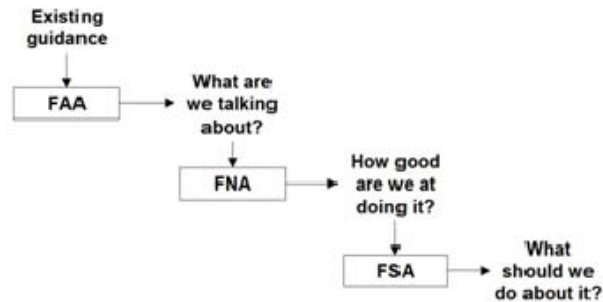 Existing
guidance
FAA
What are
we talking
about?
FNA
How good
are we at
doing it?
FSA
What
should we
do about it?